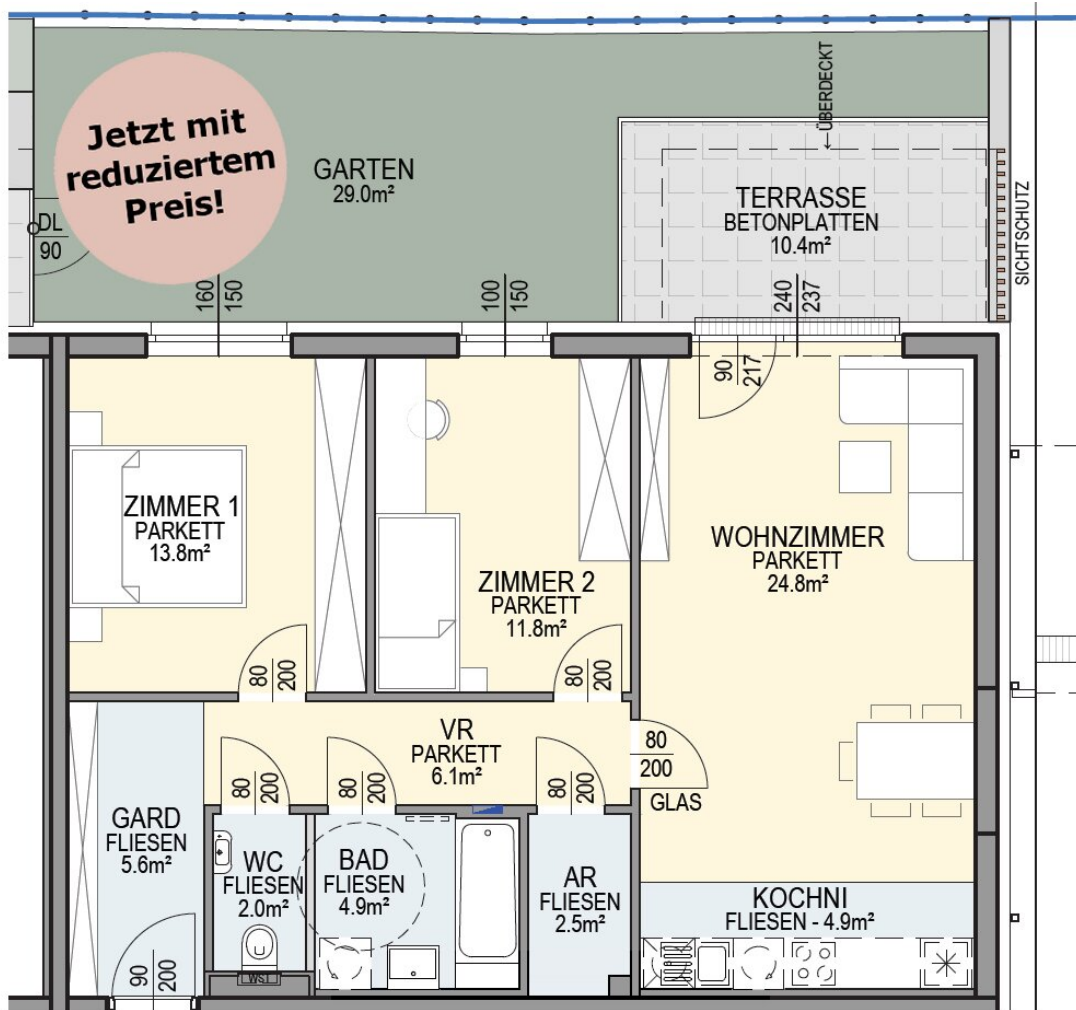 Jetzt mit
reduziertem
Preis!
GARTEN
29.0m²
ÜBERDECKT
TERRASSE
BETONPLATTEN
10.4m²
SICHTSCHUTZ
DL
90
160
150
100
150
240
237
90
217
ZIMMER 1
PARKETT
13.8m²
ZIMMER 2
PARKETT
11.8m²
WOHNZIMMER
PARKETT
24.8m²
80
200
80
200
VR
PARKETT
6.1m²
80
200
GLAS
80
200
80
200
80
200
GARD
FLIESEN
5.6m²
WC
FLIESEN
2.0m²
BAD
FLIESEN
4.9m²
AR
FLIESEN
2.5m²
KOCHNI
FLIESEN - 4.9m²
90
200
WST